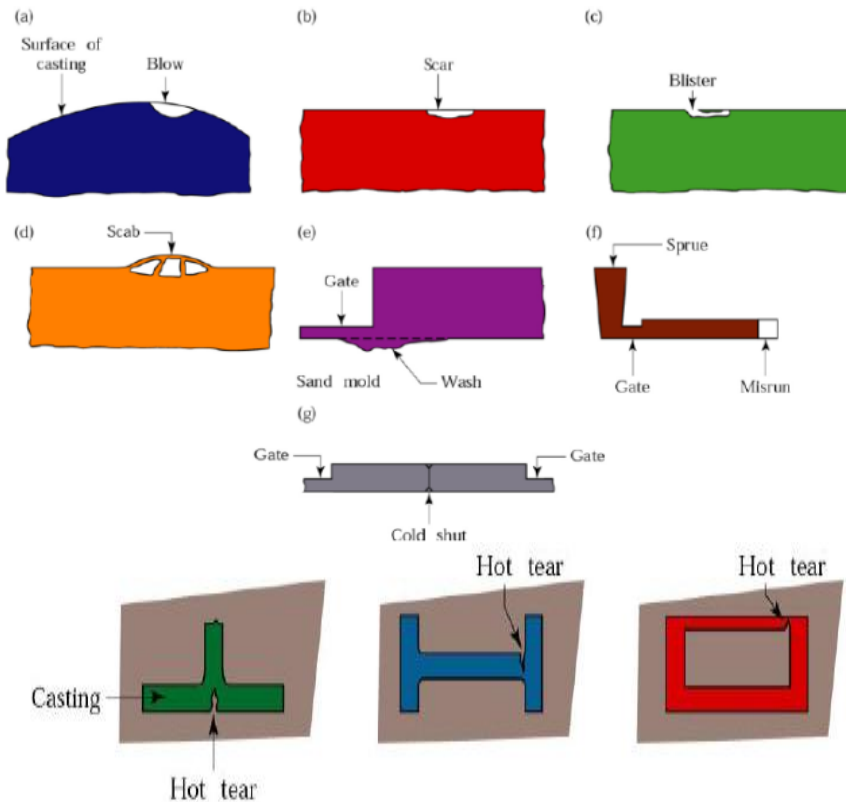 (a)
(b)
(c)
Surface of
casting
Blow
Scar
Blister
(d)
(e)
(f)
Scab
Gate
Sprue
Sand mold
Wash
Gate
Misrun
(g)
Gate
Gate
Cold shut
Hot tear
Hot tear
Casting
Hot tear